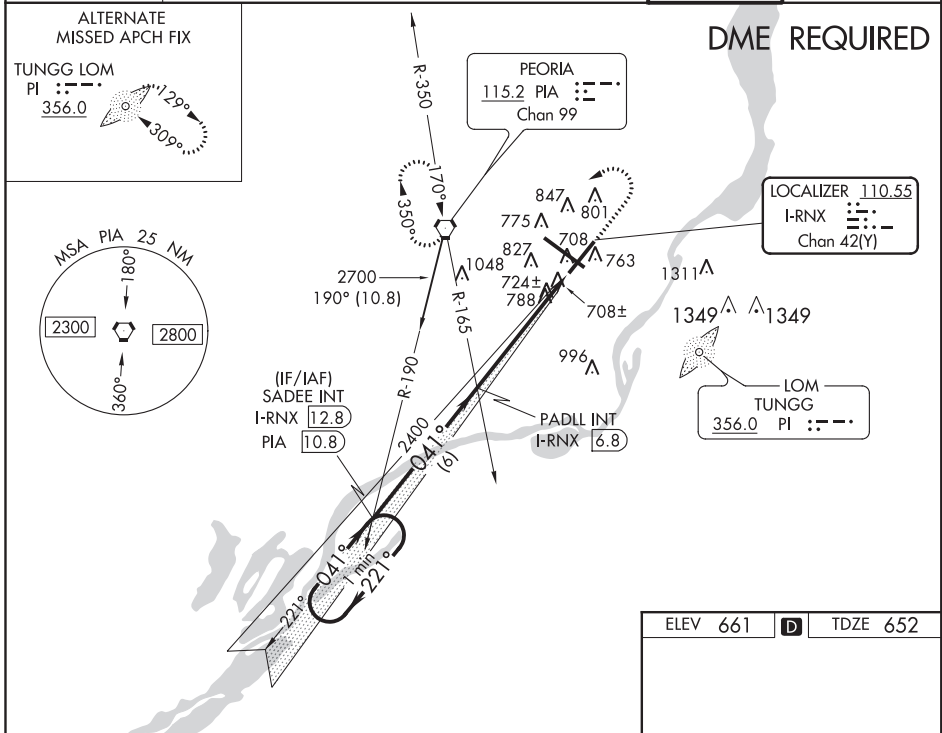 ALTERNATE
MISSED APCH FIX
TUNGG LOM
PI
356.0
129°
309°
DME REQUIRED
R-350
PEORIA
115.2 PIA
Chan 99
170°
350°
847
801
775
708
827
763
1048
724±
788
708±
1311
1349
1349
996
LOCALIZER 110.55
I-RNX
Chan 42(Y)
MSA PIA 25 NM
180°
2300
2800
360°
2700
190° (10.8)
R-165
R-190
(IF/IAF)
SADEE INT
I-RNX 12.8
PIA 10.8
2400
041°
(6)
PADLL INT
I-RNX 6.8
LOM
TUNGG
356.0 PI
041°
1 min
221°
221°
ELEV 661 D TDZE 652